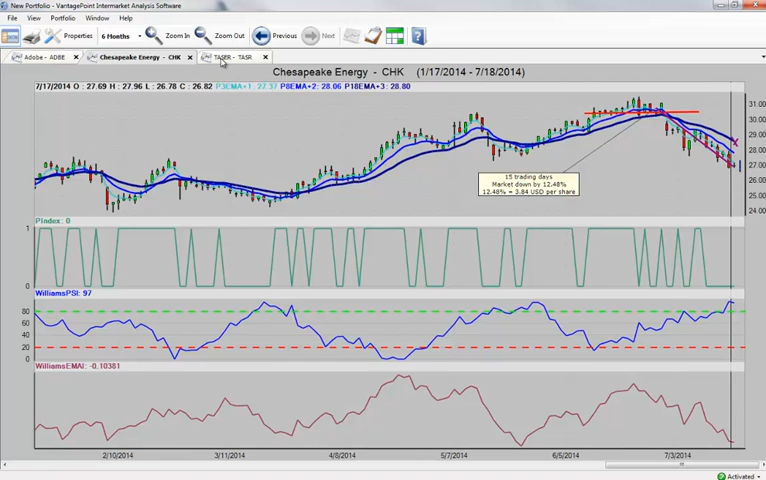 New Portfolio - VantagePoint Intermarket Analysis Software
File View Portfolio Window Help
Properties 6 Months Zoom In Zoom Out Previous Next
Adobe - ADBE Chesapeake Energy - CHK TASER - TASR
Chesapeake Energy - CHK (1/17/2014 - 7/18/2014)
7/17/2014 O : 27.69 H : 27.96 L : 26.78 C : 26.82 P3EMA+1: 27.37 P8EMA+2: 28.06 P18EMA+3: 28.80
31.00
30.00
29.00
28.00
27.00
26.00
25.00
24.00
15 trading days
Market down by 12.48%
12.48% = 3.84 USD per share
PIndex: 0
1
0
WilliamsPSI: 97
80
60
40
20
0
WilliamsEMAI: -0.10381
2/10/2014 3/11/2014 4/8/2014 5/7/2014 6/5/2014 7/3/2014
Activated